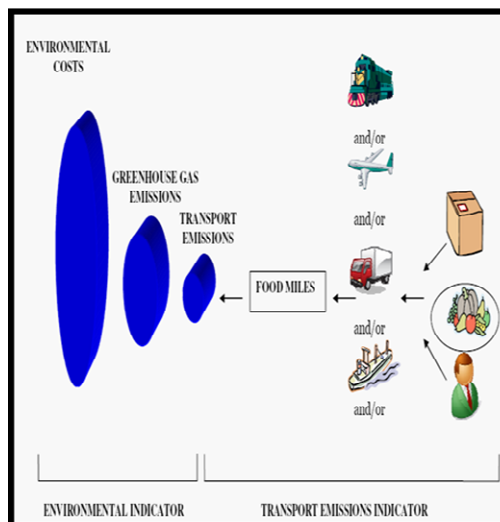 ENVIRONMENTAL
COSTS
GREENHOUSE GAS
EMISSIONS
TRANSPORT
EMISSIONS
FOOD MILES
and/or
and/or
and/or
and/or
ENVIRONMENTAL INDICATOR
TRANSPORT EMISSIONS INDICATOR